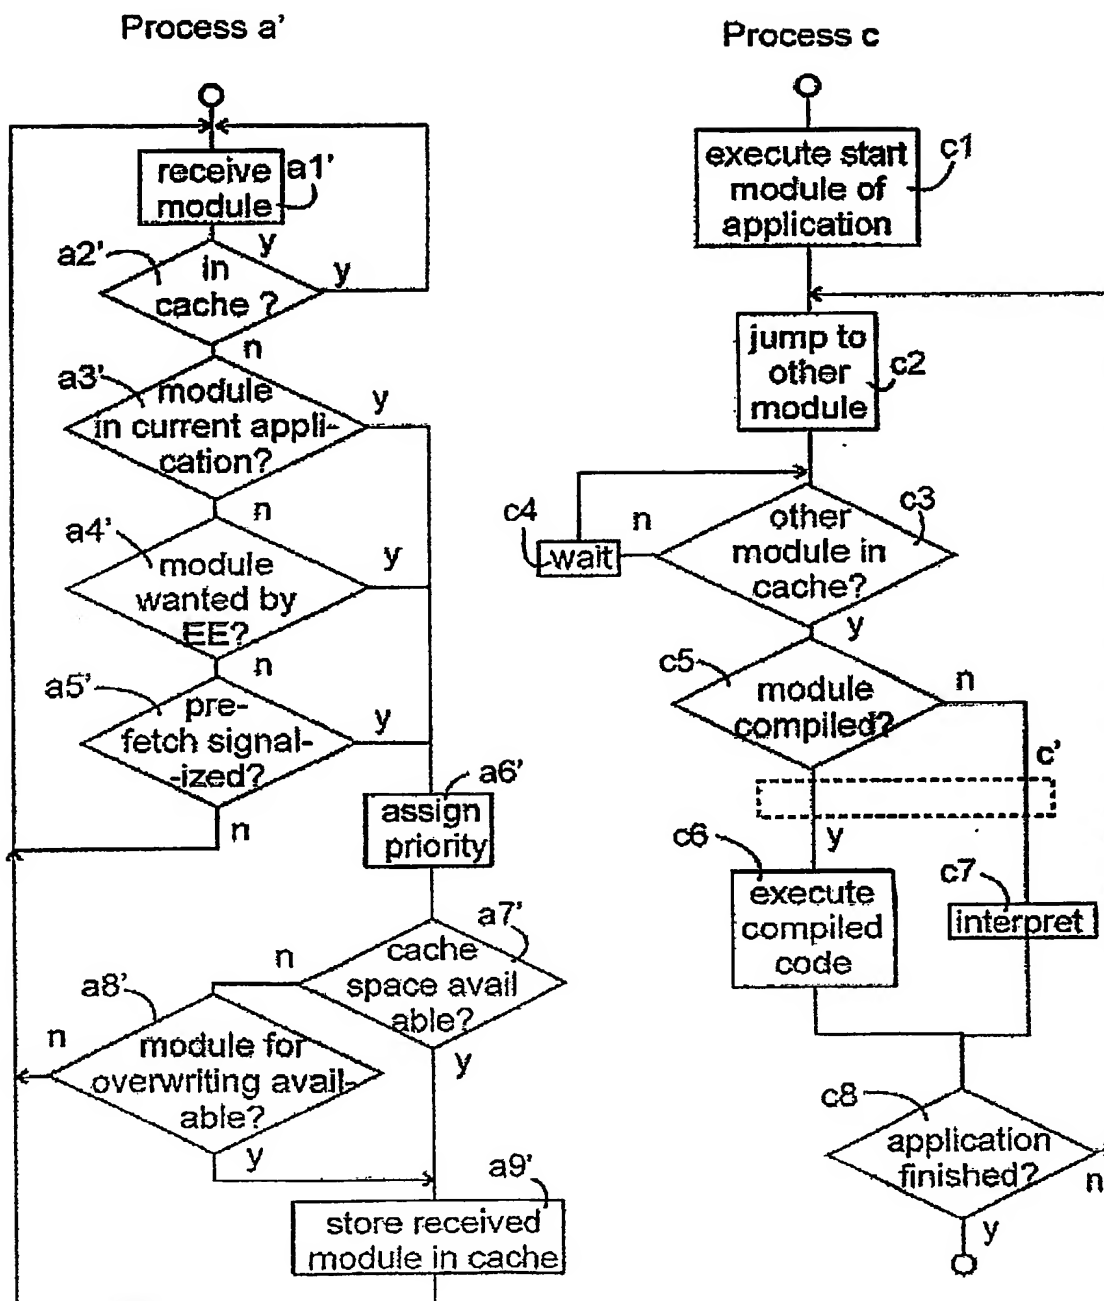 Process a'
receive
module
a1'
y
a2'
in
cache ?
y
n
a3'
module
in current appli-
cation?
y
n
a4'
module
wanted by
EE?
y
n
a5'
pre-
fetch signal-
-ized?
y
n
a6'
assign
priority
a7'
cache
space avail
able?
n
y
a8'
n
module for
overwriting avail-
able?
y
a9'
store received
module in cache
Process c
execute start
module of
application
c1
jump to
other
module
c2
c3
c4
n
wait
other
module in
cache?
y
c5
module
compiled?
n
c'
y
c6
execute
compiled
code
c7
interpret
c8
application
finished?
n
y